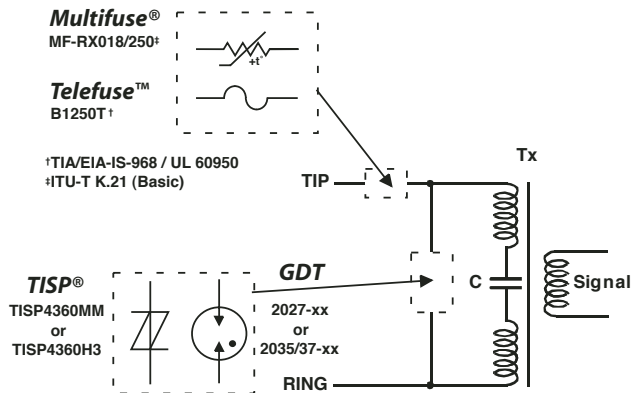 Multifuse®
MF-RX018/250‡
+t°
Telefuse™
B1250T†
†TIA/EIA-IS-968 / UL 60950
‡ITU-T K.21 (Basic)
TIP
Tx
TISP®
TISP4360MM
or
TISP4360H3
GDT
2027-xx
or
2035/37-xx
C
Signal
RING